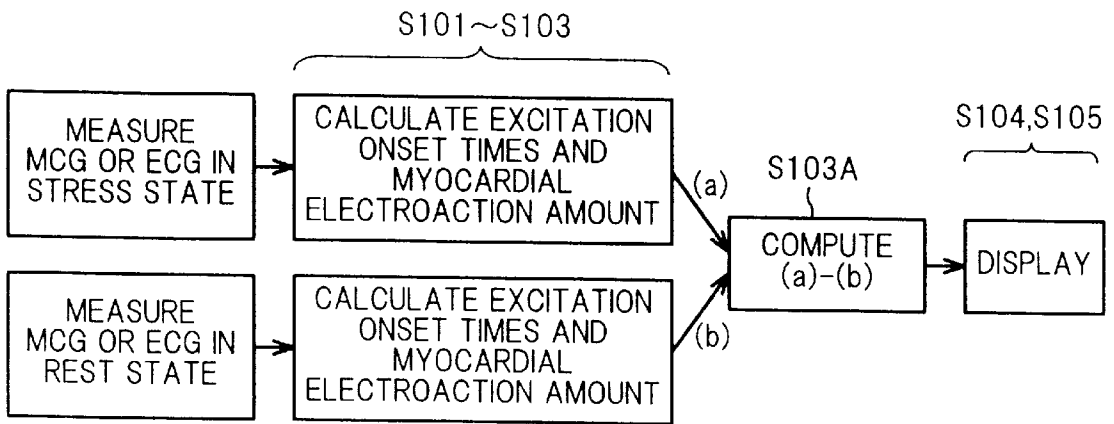 S101~S103
MEASURE
MCG OR ECG IN
STRESS STATE
CALCULATE EXCITATION
ONSET TIMES AND
MYOCARDIAL
ELECTROACTION AMOUNT
(a)
S104,S105
S103A
COMPUTE
(a)-(b)
DISPLAY
MEASURE
MCG OR ECG IN
REST STATE
CALCULATE EXCITATION
ONSET TIMES AND
MYOCARDIAL
ELECTROACTION AMOUNT
(b)